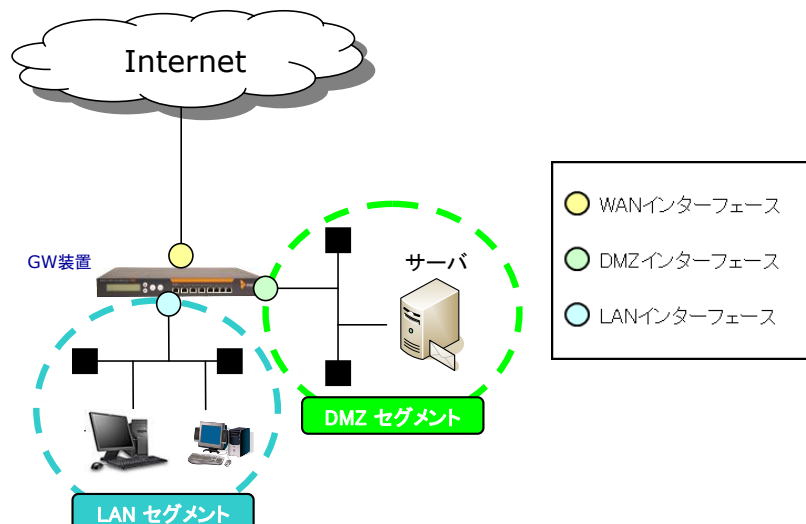 Internet
WANインターフェース
GW装置
サーバ
DMZインターフェース
LANインターフェース
DMZ セグメント
LAN セグメント